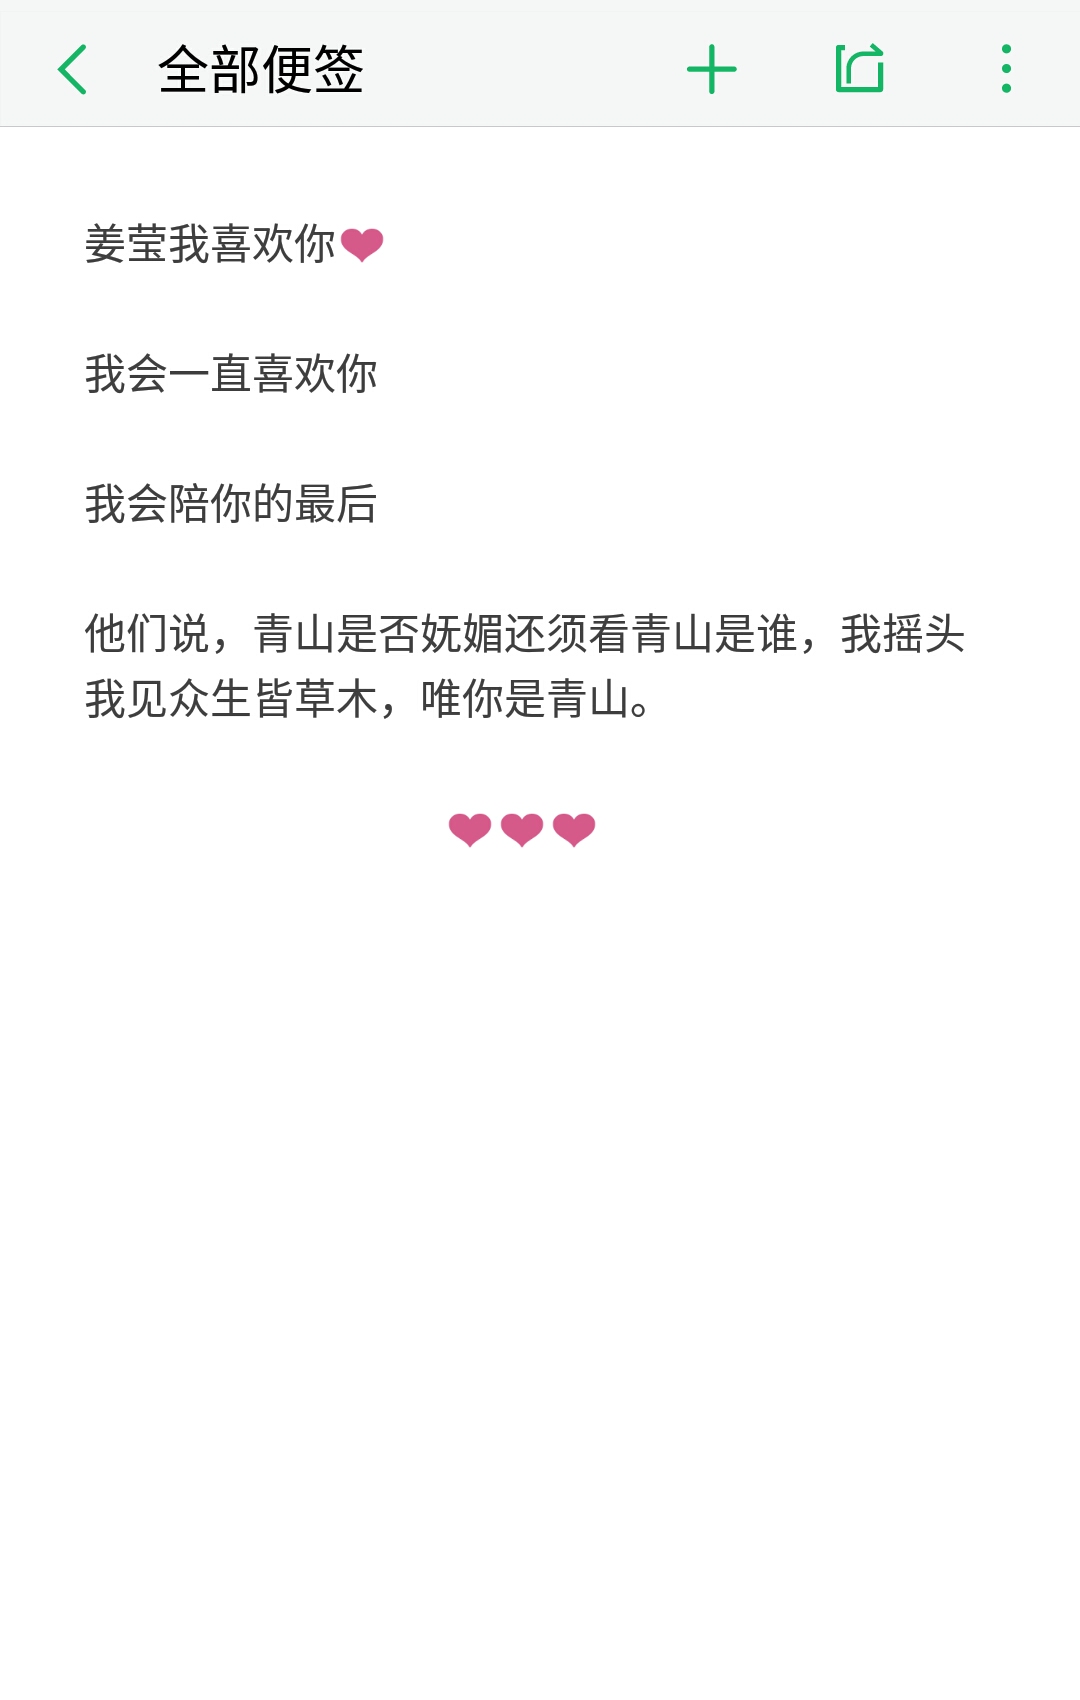 全部便签
姜莹我喜欢你❤
我会一直喜欢你
我会陪你的最后
他们说，青山是否妩媚还须看青山是谁，我摇头
我见众生皆草木，唯你是青山。
❤❤❤